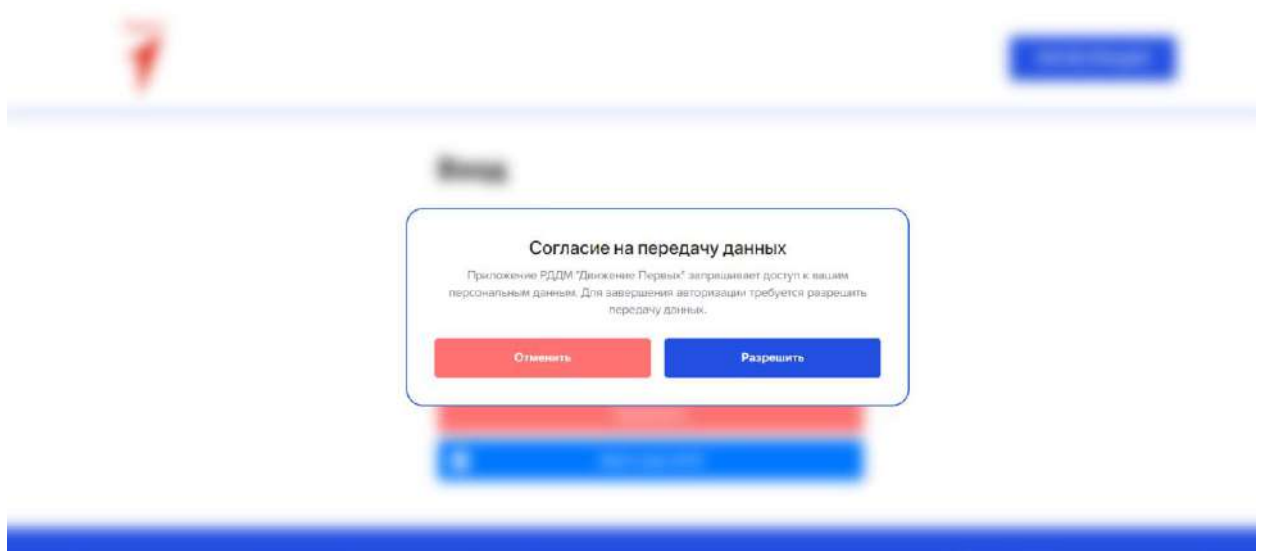 Вход
Согласие на передачу данных
Приложение РДДМ "Движение Первых" запрашивает доступ к вашим
персональным данным. Для завершения авторизации требуется разрешить
передачу данных.
Отменить
Разрешить